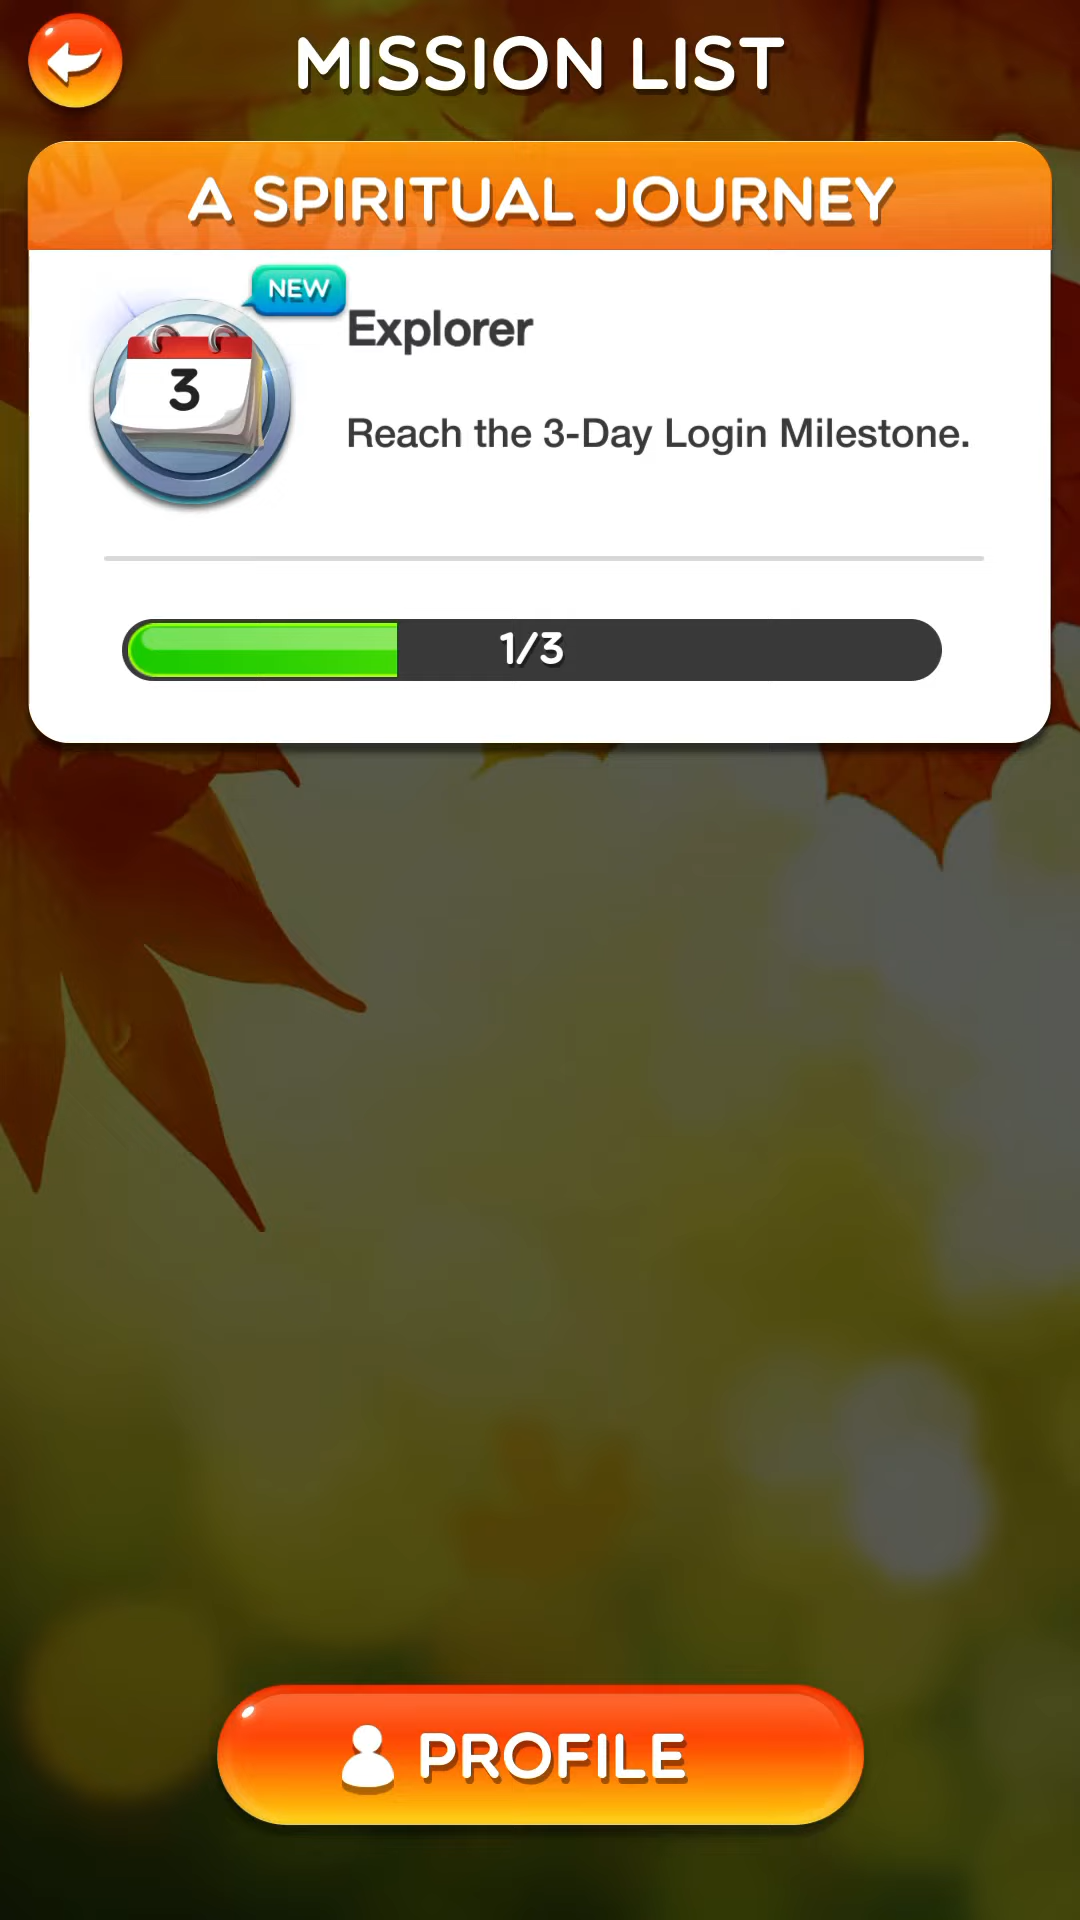 MISSION LIST
A SPIRITUAL JOURNEY
NEW
Explorer
3
Reach the 3-Day Login Milestone.
1/3
PROFILE